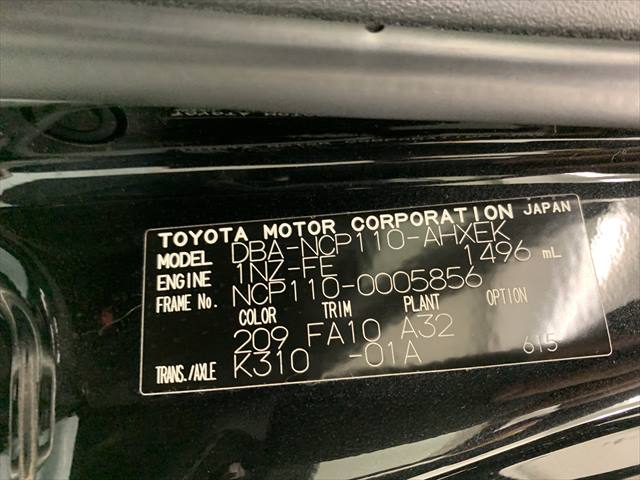 TOYOTA MOTOR CORPORATION JAPAN
MODEL DBA-NCP110-AHXEK
ENGINE 1NZ-FE 1496 mL
FRAME No. NCP110-0005856
COLOR TRIM PLANT OPTION
209 FA10 A32
TRANS./AXLE K310 -01A 615